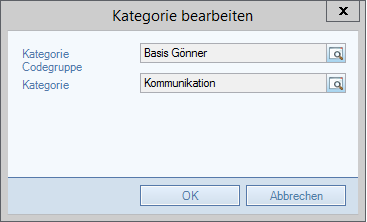 Kategorie bearbeiten
x
Kategorie Codegruppe
Basis Gönner
Kategorie
Kommunikation
OK
Abbrechen